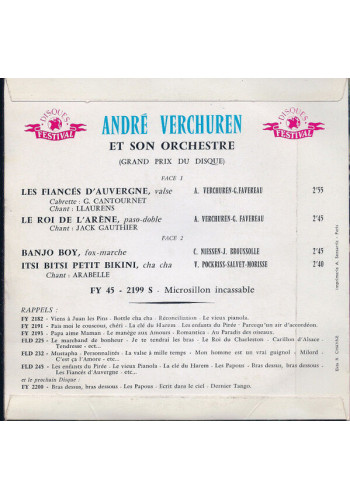 DISQUES
FESTIVAL
ANDRÉ VERCHUREN
DISQUES
FESTIVAL
ET SON ORCHESTRE
(GRAND PRIX DU DISQUE)
FACE 1
LES FIANCÉS D'AUVERGNE, valse A. VERCHUREN-G. FAVEREAU 2'55
Cabrette : G. CANTOURNET
Chant : LLAURENS
LE ROI DE L'ARÈNE, paso-doble A. VERCHUREN-G. FAVEREAU 2'45
Chant : JACK GAUTHIER
FACE 2
BANJO BOY, fox-marche C. NIESSEN-J. BROUSSOLLE 2'45
ITSI BITSI PETIT BIKINI, cha cha V. POCKRISS-SALVET-MORISSE 2'40
Chant : ARABELLE
FY 45 - 2199 S - Microsillon incassable
RAPPELS :
FY 2182 - Viens à Juan les Pins - Bottle cha cha - Réconciliation - Le vieux pianola.
FY 2191 - Fais moi le couscous, chéri - La clé du Harem - Les enfants du Pirée - Parcequ'un air d'accordéon.
FY 2193 - Papa aime Maman - Le manège aux Amours - Romantica - Au Paradis des oiseaux.
FLD 225 - Le marchand de bonheur - Je te tendrai les bras - Le Roi du Charleston - Carillon d'Alsace -
Tendresse - etc...
FLD 232 - Mustapha - Personnalités - La valse à mille temps - Mon homme est un vrai guignol - Milord -
C'est ça l'Amore - etc...
FLD 245 - Les enfants du Pirée - Le vieux Pianola - La clé du Harem - Les Papous - Bras dessus, bras dessous -
Les Fiancés d'Auvergne - etc...
et le prochain Disque :
FY 2200 - Bras dessus, bras dessous - Les Papous - Ecrit dans le ciel - Dernier Tango.